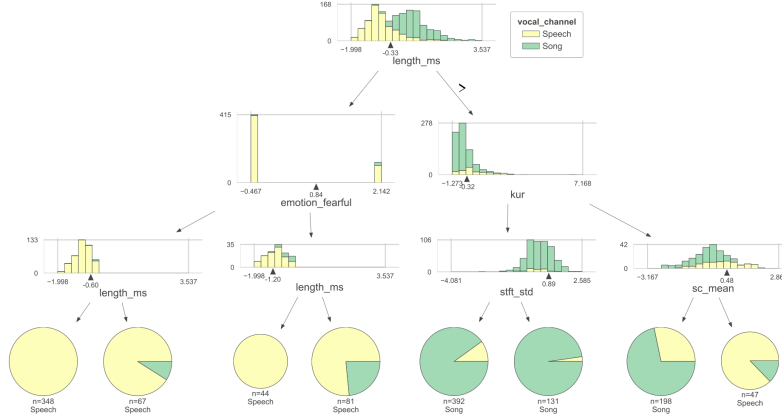 168
0
−1.998
-0.33
3.537
length_ms
vocal_channel
Speech
Song
>
415
0
−0.467
0.84
2.142
emotion_fearful
278
0
−1.273
-0.32
7.168
kur
133
0
−1.998
-0.60
3.537
length_ms
35
0
−1.998
-1.20
3.537
length_ms
106
0
−4.081
0.89
2.585
stft_std
42
0
−3.167
0.48
2.86
sc_mean
n=348
Speech
n=67
Speech
n=44
Speech
n=81
Speech
n=392
Song
n=131
Song
n=198
Song
n=47
Speech